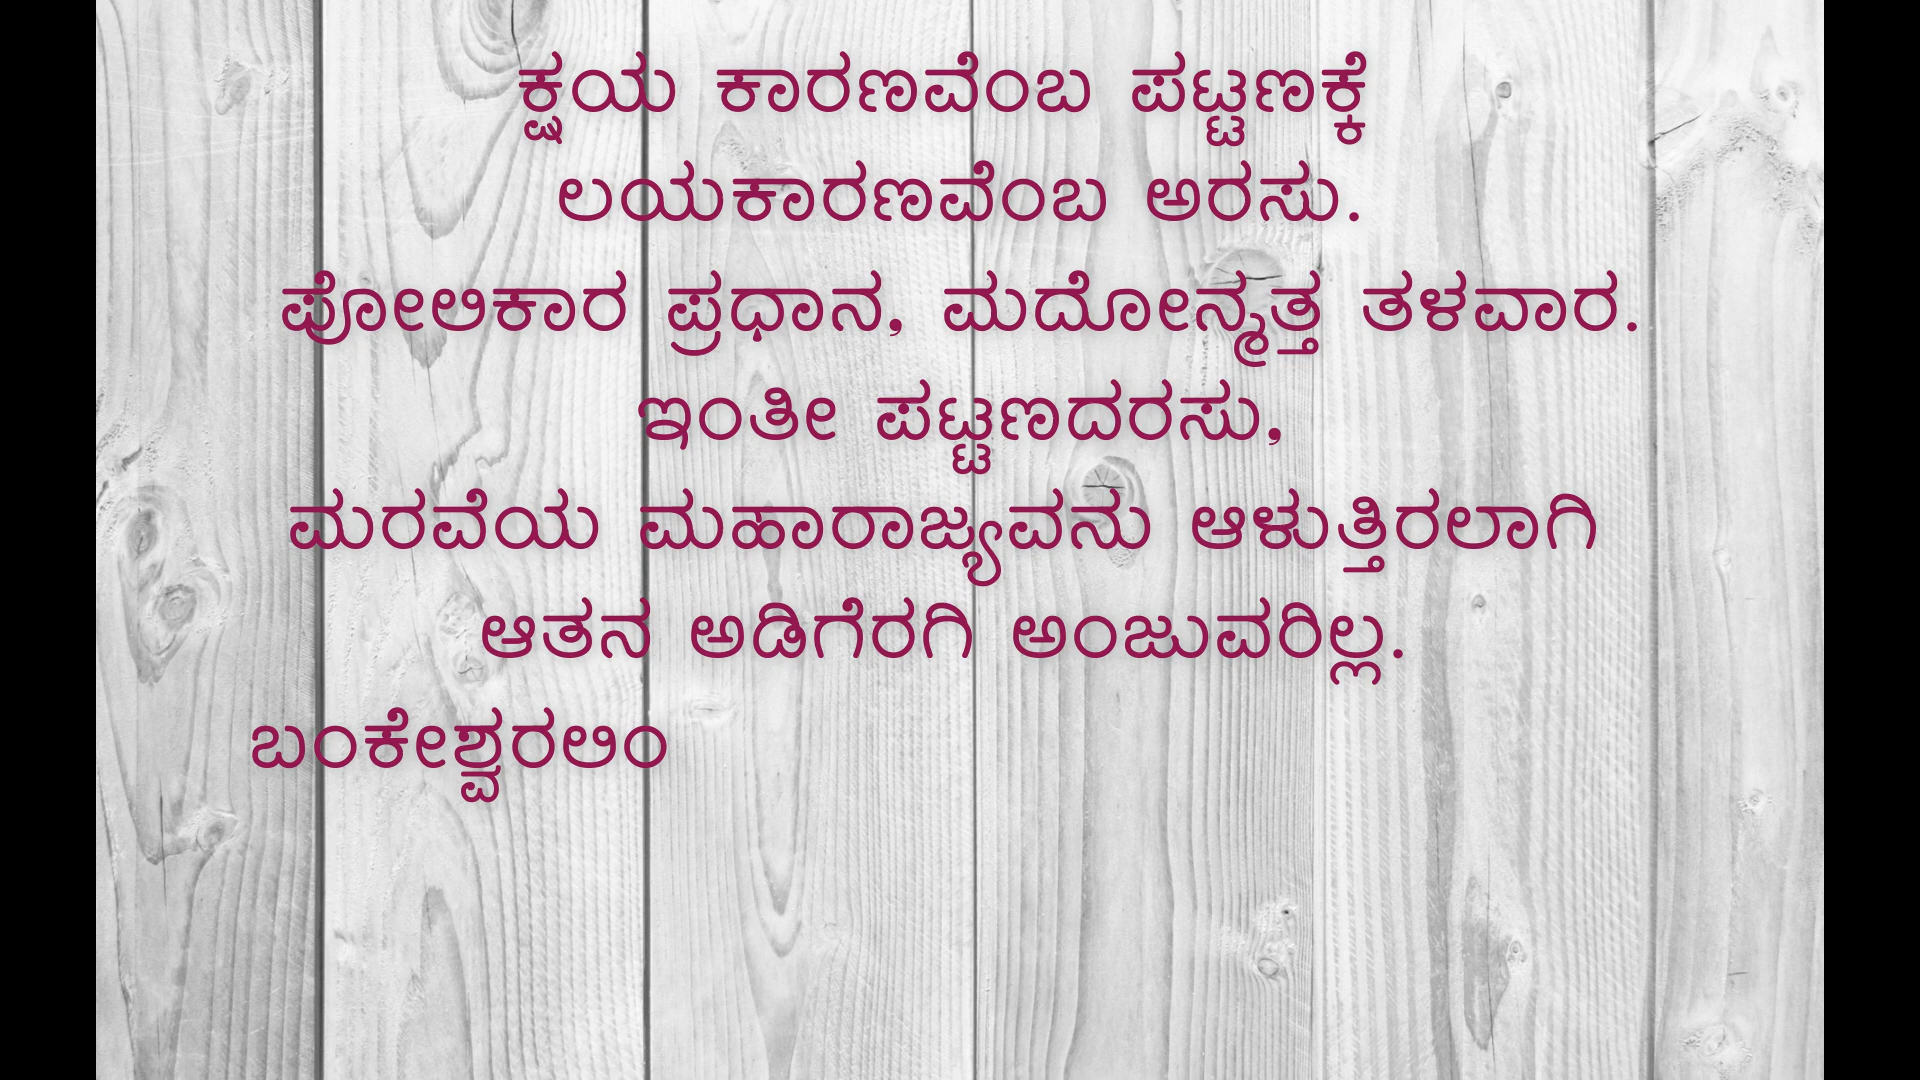 ಕ್ಷಯ ಕಾರಣವೆಂಬ ಪಟ್ಟಣಕ್ಕೆ
ಲಯಕಾರಣವೆಂಬ ಅರಸು.
ಪೋಲಿಕಾರ ಪ್ರಧಾನ, ಮದೋನ್ಮತ್ತ ತಳವಾರ.
ಇಂತೀ ಪಟ್ಟಣದರಸು,
ಮರವೆಯ ಮಹಾರಾಜ್ಯವನು ಆಳುತ್ತಿರಲಾಗಿ
ಆತನ ಅಡಿಗೆರಗಿ ಅಂಜುವರಿಲ್ಲ.
ಬಂಕೇಶ್ವರಲಿಂ